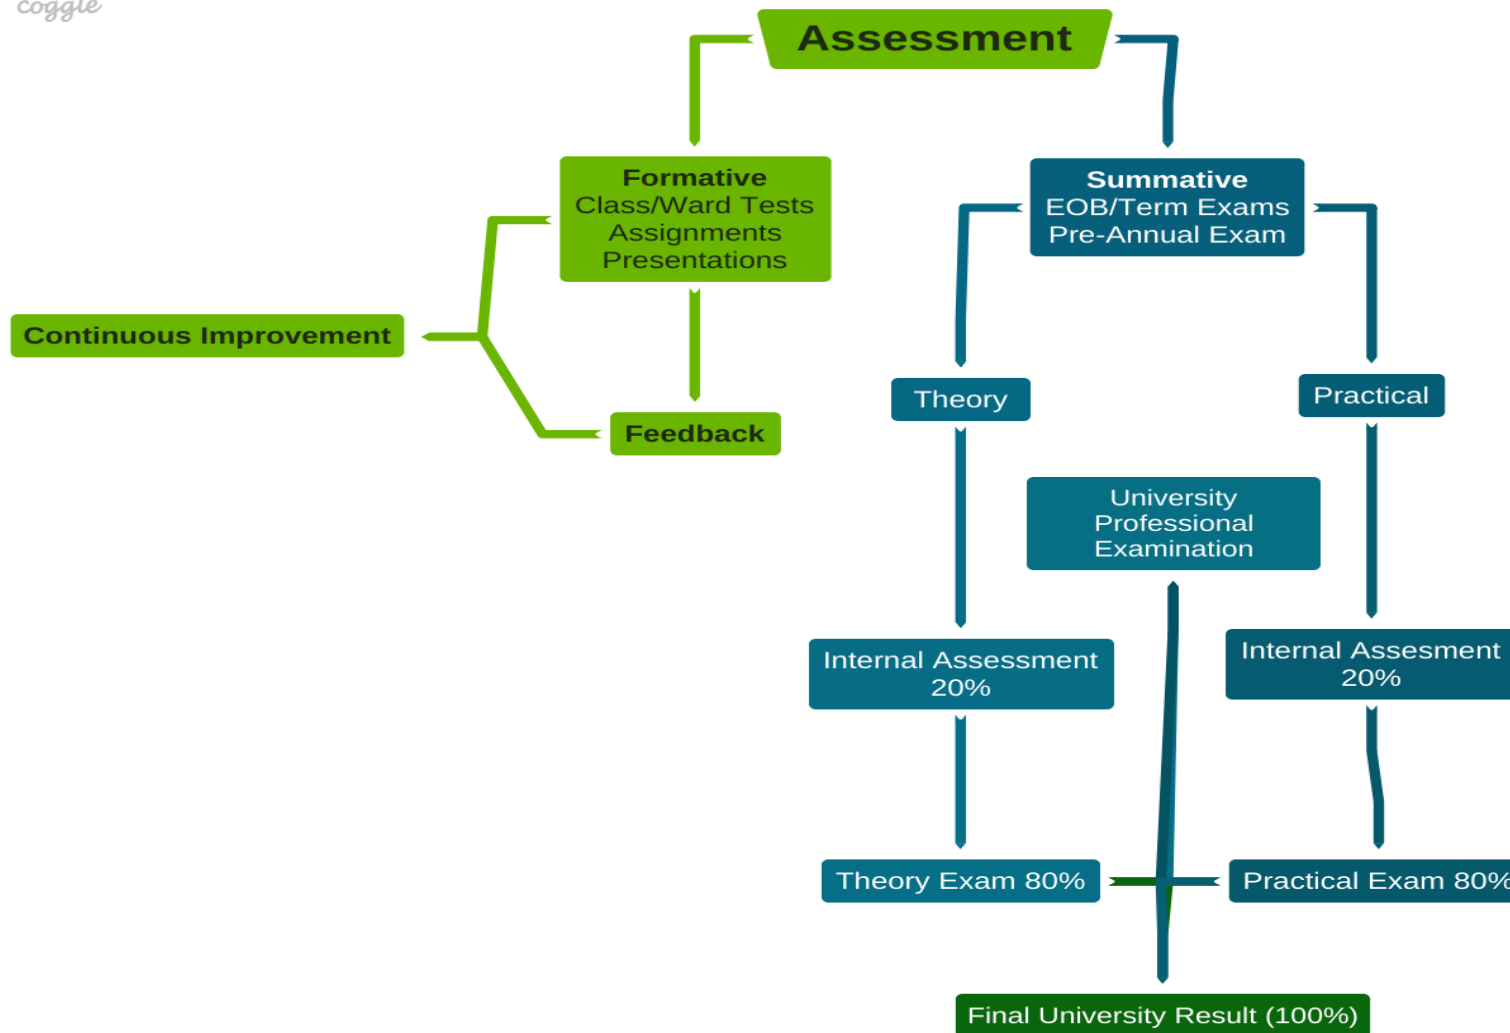 coggle
Assessment
Formative
Class/Ward Tests
Assignments
Presentations
Summative
EOB/Term Exams
Pre-Annual Exam
Continuous Improvement
Feedback
Theory
Practical
University
Professional
Examination
Internal Assessment
20%
Internal Assesment
20%
Theory Exam 80%
Practical Exam 80%
Final University Result (100%)